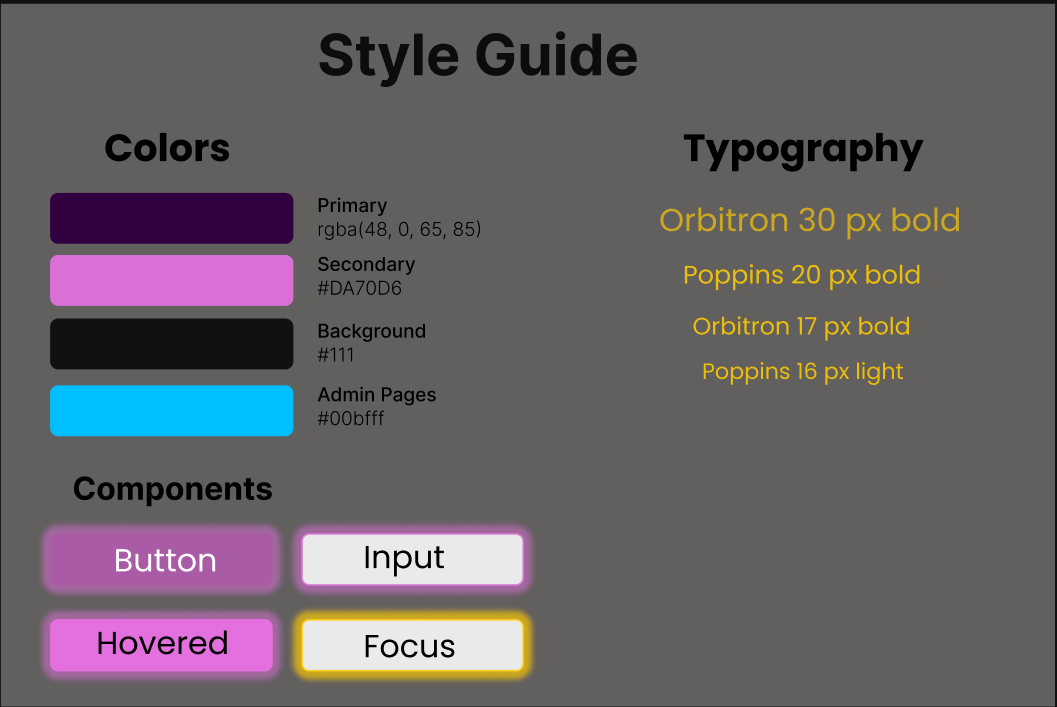 Style Guide
Colors
Primary
rgba(48, 0, 65, 85)
Secondary
#DA70D6
Background
#111
Admin Pages
#00bfff
Typography
Orbitron 30 px bold
Poppins 20 px bold
Orbitron 17 px bold
Poppins 16 px light
Components
Button
Input
Hovered
Focus